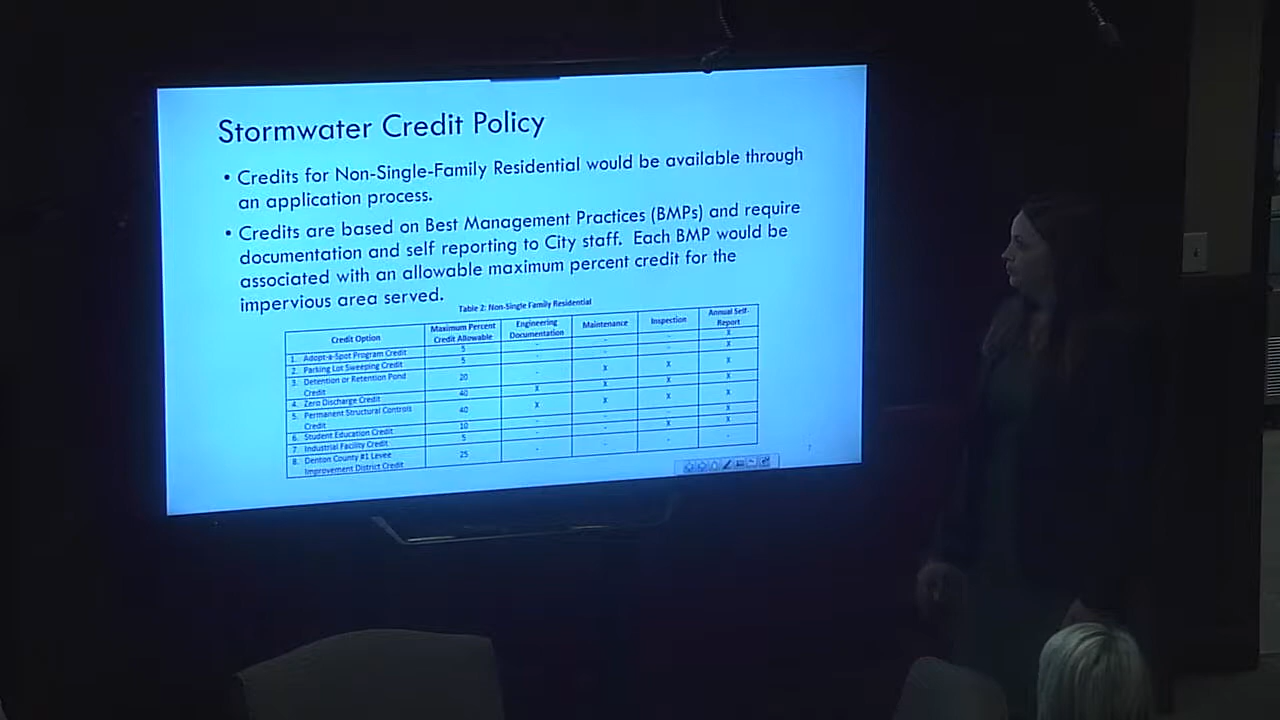 Stormwater Credit Policy
• Credits for Non-Single-Family Residential would be available through
an application process.
• Credits are based on Best Management Practices (BMPs) and require
documentation and self reporting to City staff. Each BMP would be
associated with an allowable maximum percent credit for the
impervious area served.
Table 2: Non-Single Family Residential
Credit Option Maximum Percent Credit Allowable Engineering Documentation Maintenance Inspection Annual Self-Report
1. Adopt-a-Spot Program Credit 5 - - - X
2. Parking Lot Sweeping Credit 5 - - - X
3. Detention or Retention Pond Credit 20 - X X X
4. Zero Discharge Credit 40 X X X X
5. Permanent Structural Controls Credit 40 X X X X
6. Student Education Credit 10 - - - X
7 Industrial Facility Credit 5 - - X X
8. Denton County #1 Levee Improvement District Credit 25 - - - -
7